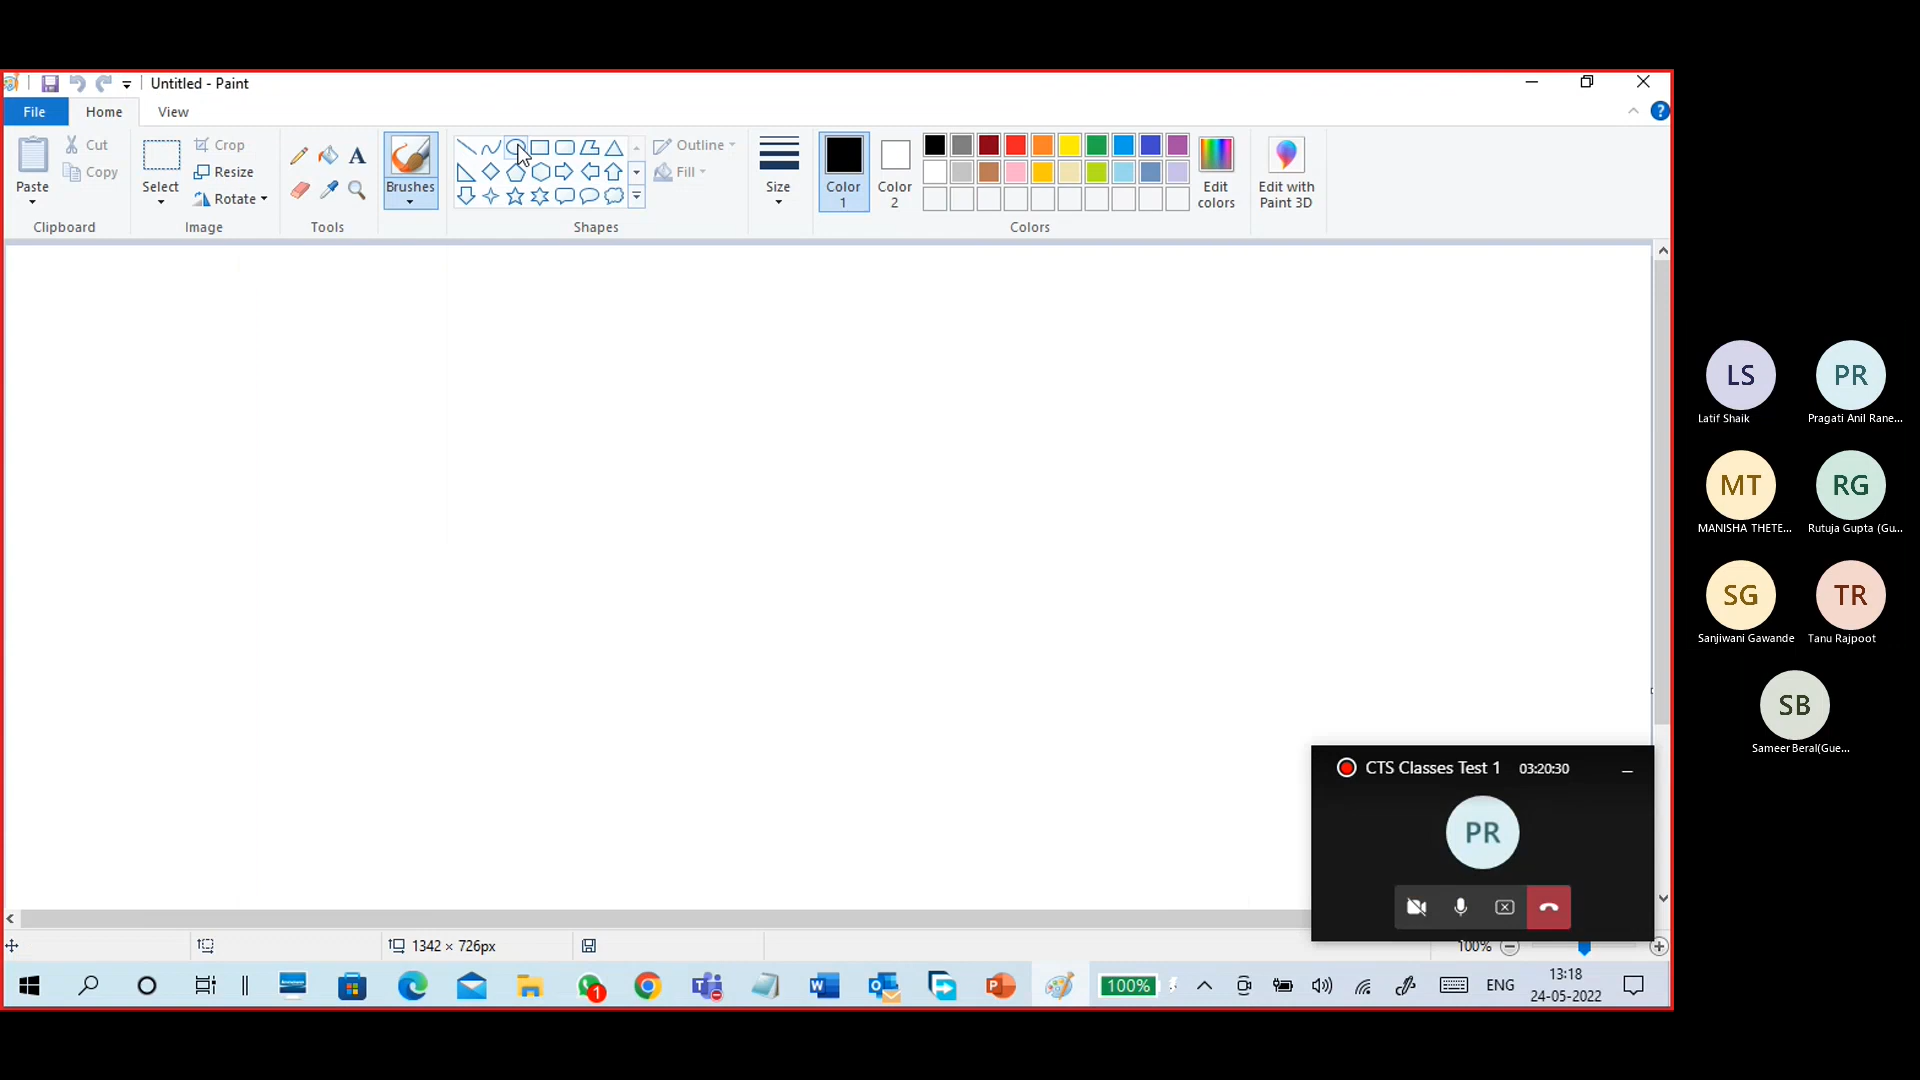 Untitled - Paint
File Home View
Cut
Copy
Paste
Clipboard
Crop
Resize
Rotate
Select
Image
A
Tools
Brushes
Outline
Fill
Shapes
Size
Color 1
Color 2
Edit colors
Colors
Edit with Paint 3D
LS
Latif Shaik
PR
Pragati Anil Rane...
MT
MANISHA THETE...
RG
Rutuja Gupta (Gu...
SG
Sanjiwani Gawande
TR
Tanu Rajpoot
SB
Sameer Beral(Gue...
CTS Classes Test 1 03:20:30
PR
1342 × 726px
100%
1
100%
ENG
13:18
24-05-2022